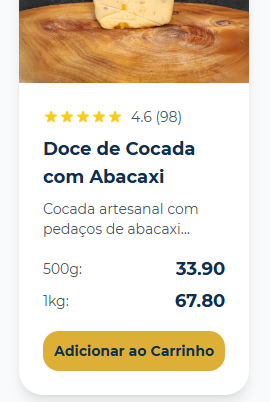 4.6 (98)
Doce de Cocada
com Abacaxi
Cocada artesanal com
pedaços de abacaxi...
500g: 33.90
1kg: 67.80
Adicionar ao Carrinho